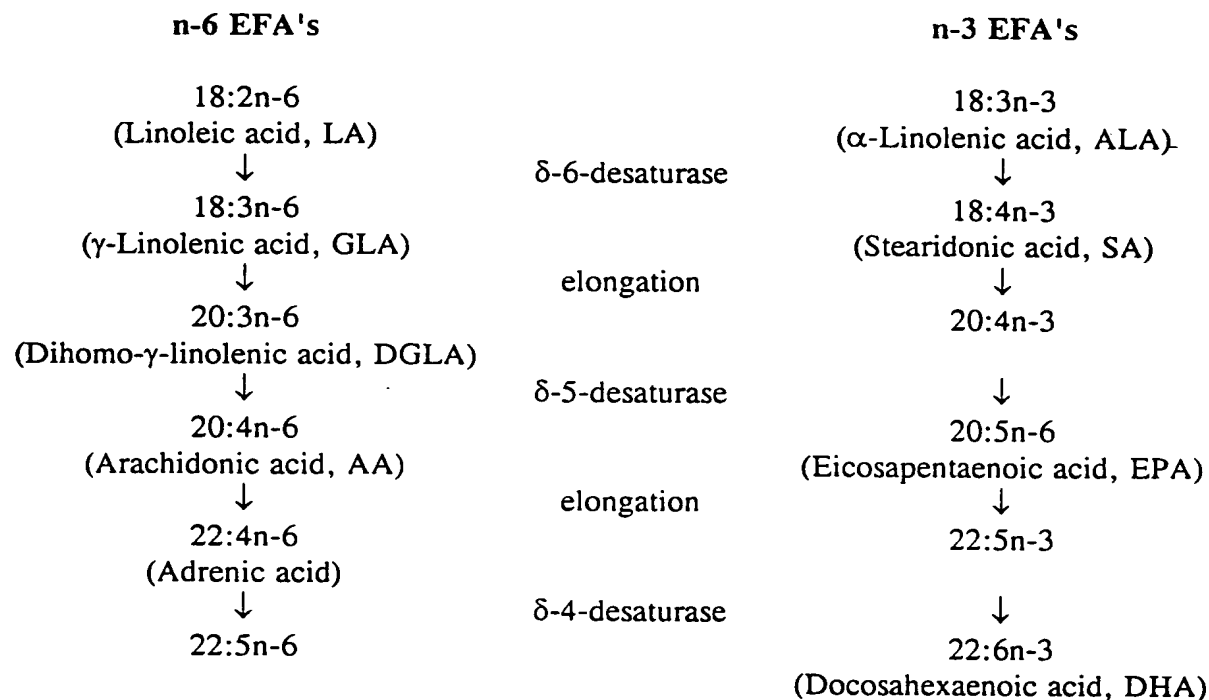 n-6 EFA's
n-3 EFA's
18:2n-6
(Linoleic acid, LA)
18:3n-3
(α-Linolenic acid, ALA)
↓
δ-6-desaturase
↓
18:3n-6
(γ-Linolenic acid, GLA)
18:4n-3
(Stearidonic acid, SA)
↓
elongation
↓
20:3n-6
(Dihomo-γ-linolenic acid, DGLA)
20:4n-3
↓
δ-5-desaturase
↓
20:4n-6
(Arachidonic acid, AA)
20:5n-6
(Eicosapentaenoic acid, EPA)
↓
elongation
↓
22:4n-6
(Adrenic acid)
22:5n-3
↓
δ-4-desaturase
↓
22:5n-6
22:6n-3
(Docosahexaenoic acid, DHA)